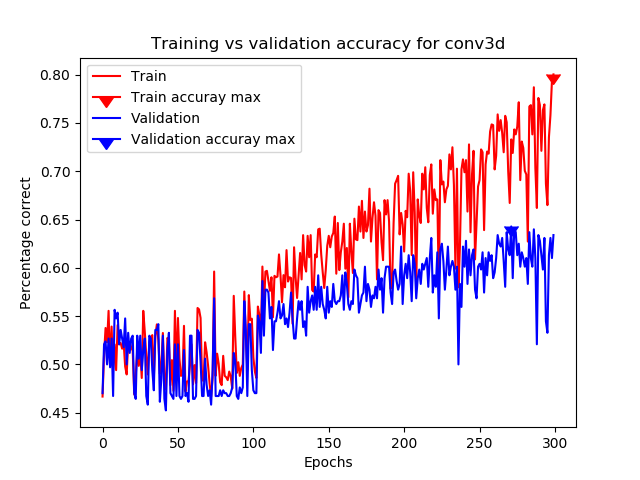 Training vs validation accuracy for conv3d
Train
Train accuray max
Validation
Validation accuray max
Percentage correct
0.80
0.75
0.70
0.65
0.60
0.55
0.50
0.45
0
50
100
150
200
250
300
Epochs